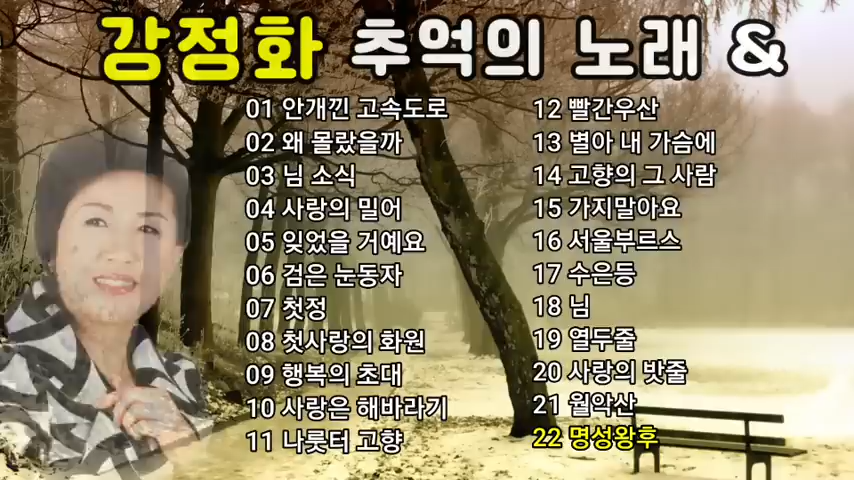 강정화 추억의 노래 &
01 안개낀 고속도로
02 왜 몰랐을까
03 님 소식
04 사랑의 밀어
05 잊었을 거예요
06 검은 눈동자
07 첫정
08 첫사랑의 화원
09 행복의 초대
10 사랑은 해바라기
11 나룻터 고향
12 빨간우산
13 별아 내 가슴에
14 고향의 그 사람
15 가지말아요
16 서울부르스
17 수은등
18 님
19 열두줄
20 사랑의 밧줄
21 월악산
22 명성왕후